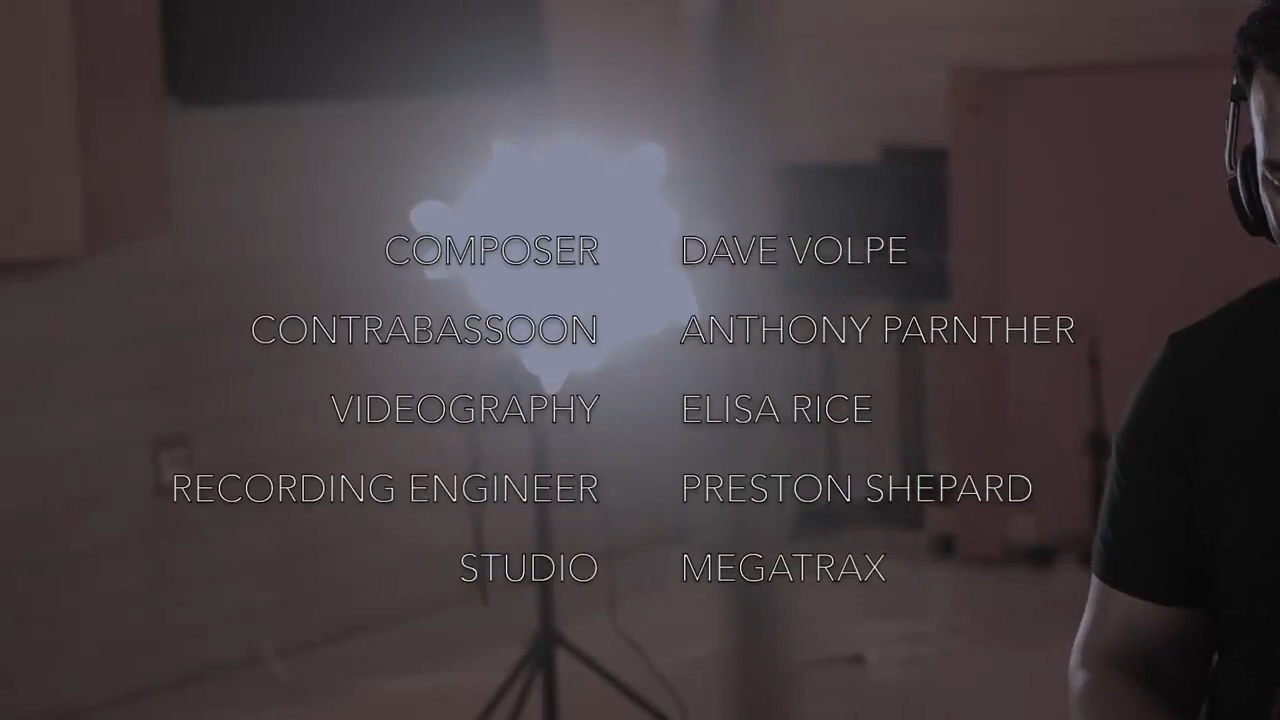 COMPOSER DAVE VOLPE
CONTRABASSOON ANTHONY PARNTHER
VIDEOGRAPHY ELISA RICE
RECORDING ENGINEER PRESTON SHEPARD
STUDIO MEGATRAX